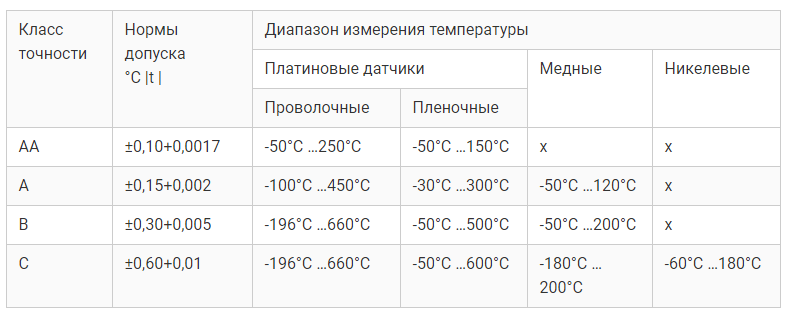 Класс точности Нормы допуска °C |t | Диапазон измерения температуры
Платиновые датчики Медные Никелевые
Проволочные Пленочные
AA ±0,10+0,0017 -50°C ...250°C -50°C ...150°C x x
A ±0,15+0,002 -100°C ...450°C -30°C ...300°C -50°C ...120°C x
B ±0,30+0,005 -196°C ...660°C -50°C ...500°C -50°C ...200°C x
C ±0,60+0,01 -196°C ...660°C -50°C ...600°C -180°C ... 200°C -60°C ...180°C